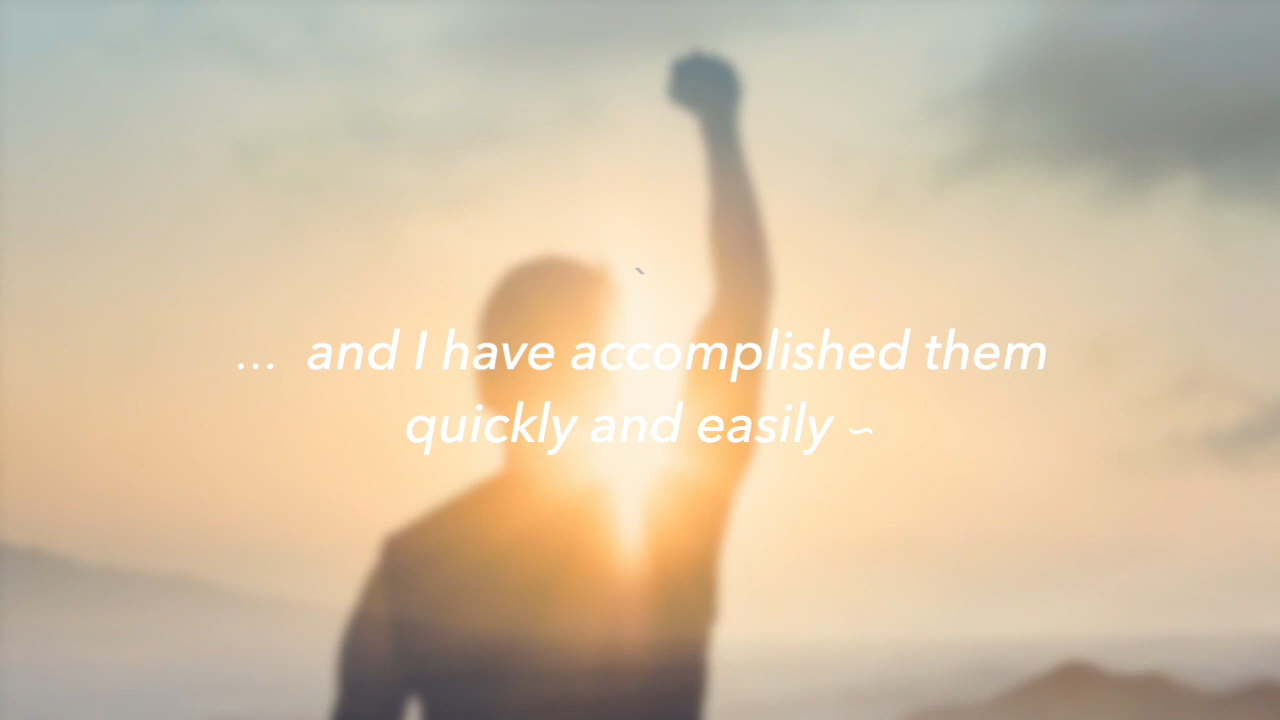 `
... and I have accomplished them
quickly and easily ∽